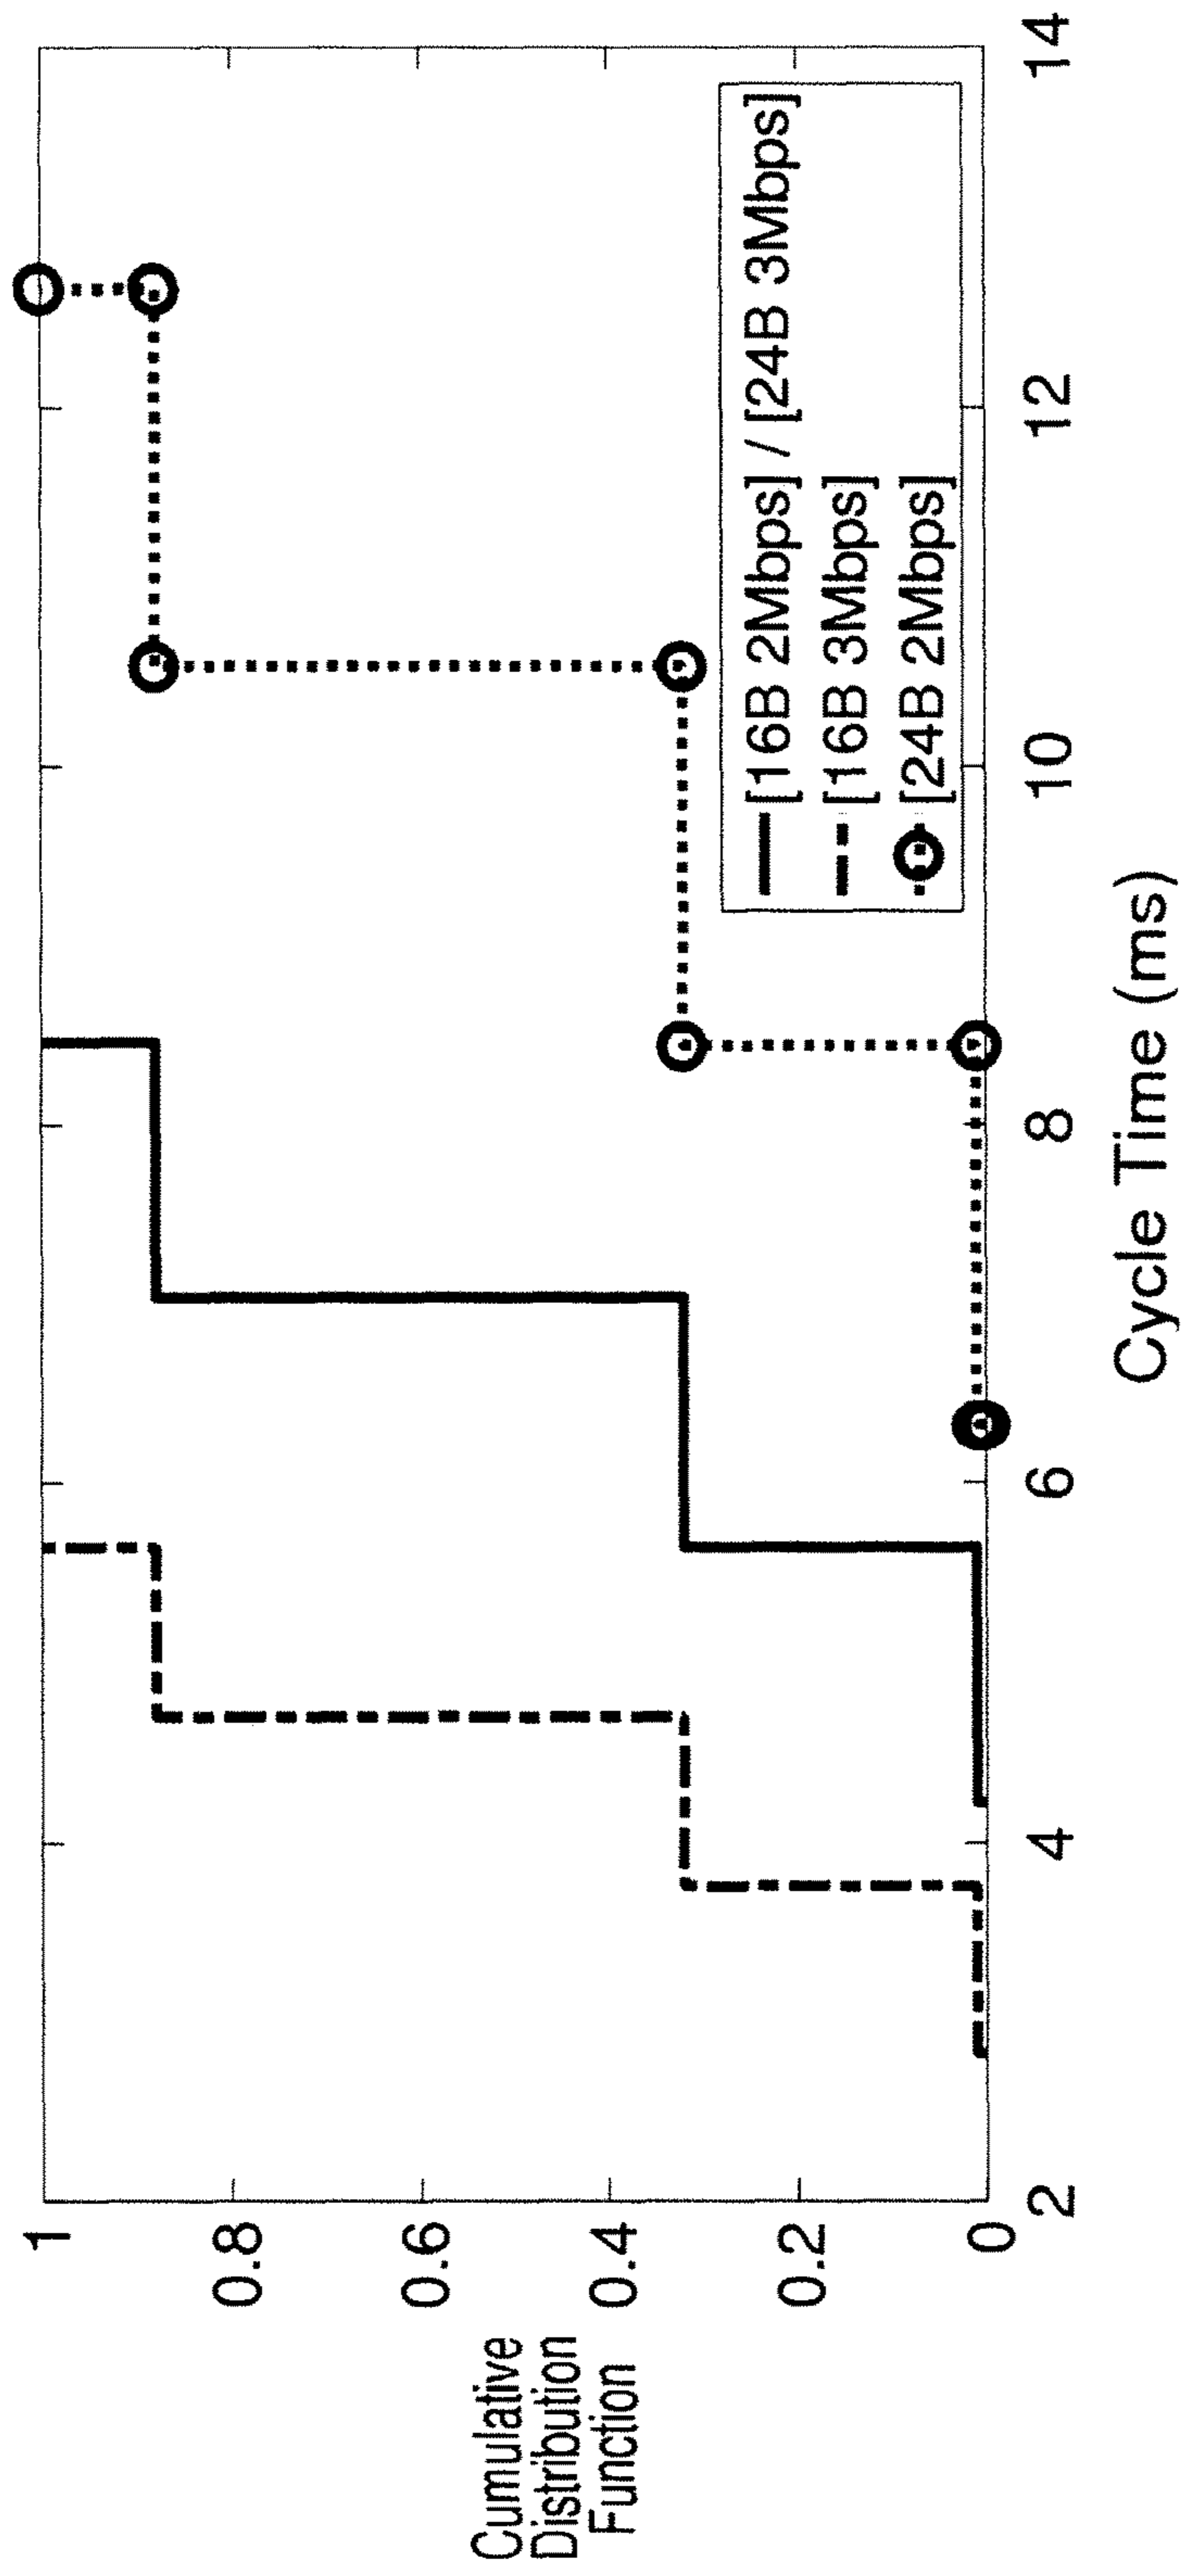 Cumulative
Distribution
Function
1
0.8
0.6
0.4
0.2
0
2
4
6
8
10
12
14
Cycle Time (ms)
[16B 2Mbps] / [24B 3Mbps]
[16B 3Mbps]
[24B 2Mbps]